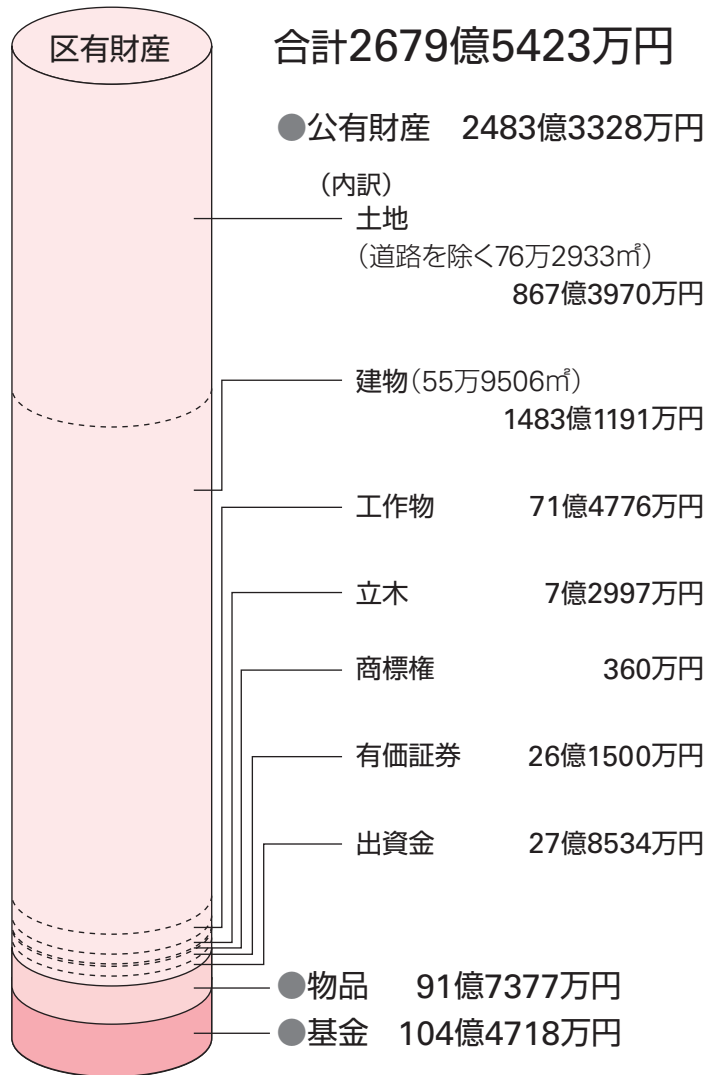 区有財産
合計2679億5423万円
●公有財産 2483億3328万円
（内訳）
土地
（道路を除く76万2933㎡）
867億3970万円
建物（55万9506㎡）
1483億1191万円
工作物 71億4776万円
立木 7億2997万円
商標権 360万円
有価証券 26億1500万円
出資金 27億8534万円
●物品 91億7377万円
●基金 104億4718万円